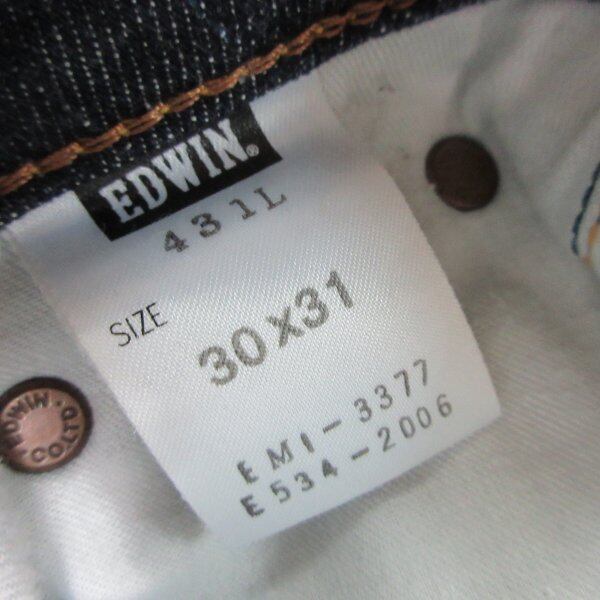 EDWIN®
431L
SIZE
30x31
EMI-3377
E534-2006
EDWIN·
CO.LTD